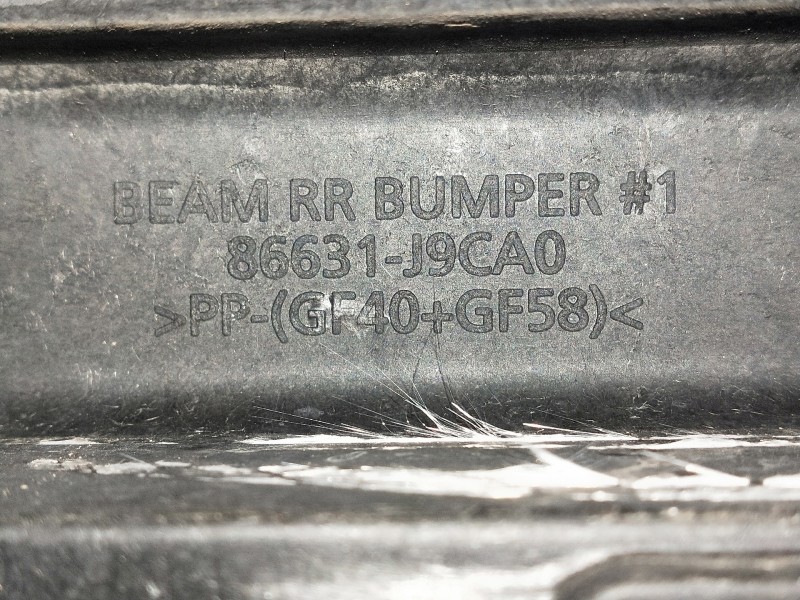 BEAM RR BUMPER #1
86631-J9CA0
>PP-(GF40+GF58)<